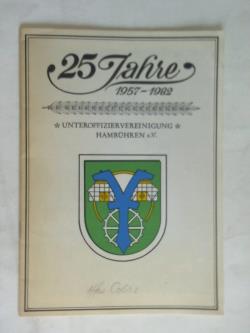 25 Jahre
1957-1982
* UNTEROFFIZIERVEREINIGUNG *
HAMBÜHREN e.V.